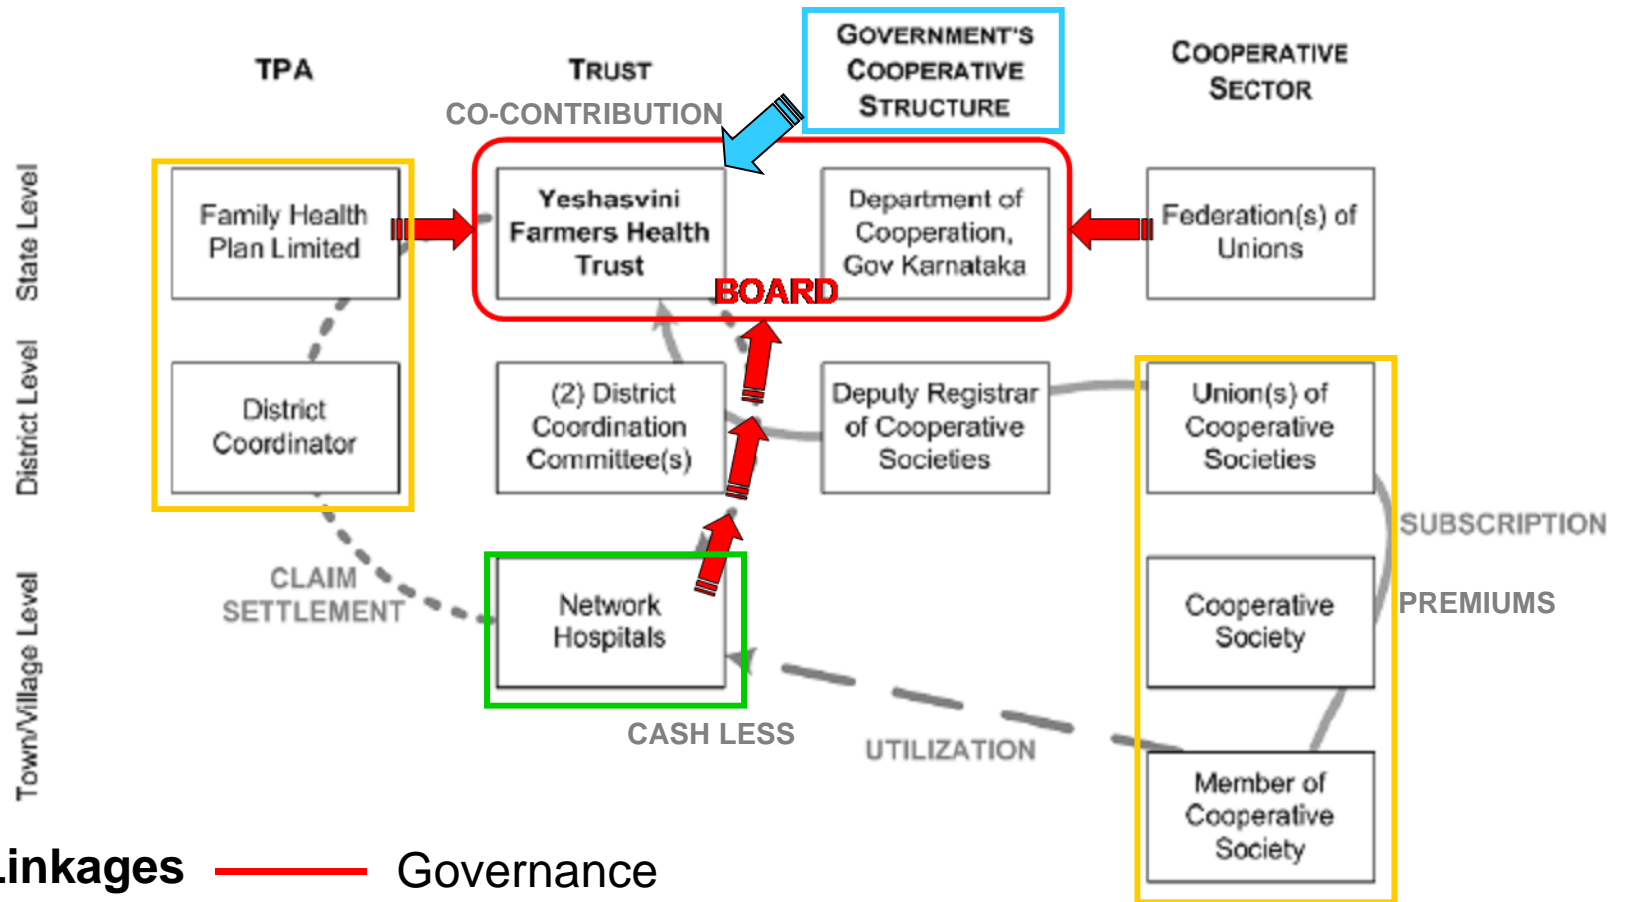 TPA
TRUST
CO-CONTRIBUTION
GOVERNMENT'S
COOPERATIVE
STRUCTURE
COOPERATIVE
SECTOR
State Level
Family Health
Plan Limited
Yeshasvini
Farmers Health
Trust
Department of
Cooperation,
Gov Karnataka
Federation(s) of
Unions
BOARD
District Level
District
Coordinator
(2) District
Coordination
Committee(s)
Deputy Registrar
of Cooperative
Societies
Union(s) of
Cooperative
Societies
SUBSCRIPTION
Town/Village Level
CLAIM
SETTLEMENT
Network
Hospitals
Cooperative
Society
PREMIUMS
CASH LESS
UTILIZATION
Member of
Cooperative
Society
Linkages
Governance